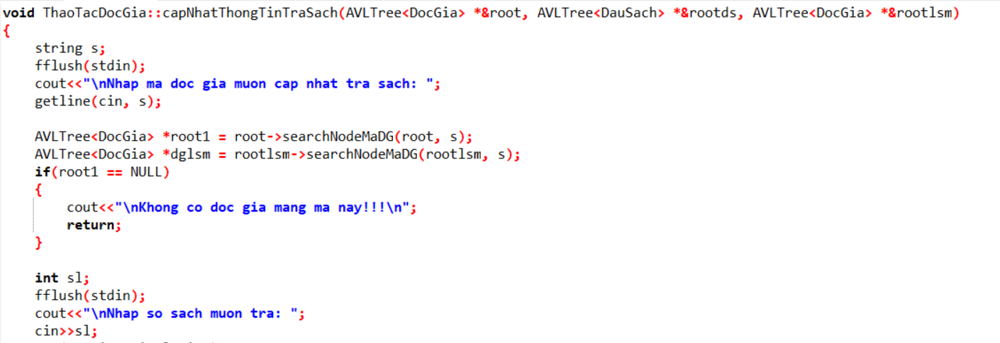 void ThaoTacDocGia::capNhatThongTinTraSach(AVLTree<DocGia> *&root, AVLTree<DauSach> *&rootds, AVLTree<DocGia> *&rootlsm)
{
string s;
fflush(stdin);
cout<<"\nNhap ma doc gia muon cap nhat tra sach: ";
getline(cin, s);
AVLTree<DocGia> *root1 = root->searchNodeMaDG(root, s);
AVLTree<DocGia> *dglsm = rootlsm->searchNodeMaDG(rootlsm, s);
if(root1 == NULL)
{
cout<<"\nKhong co doc gia mang ma nay!!!\n";
return;
}
int sl;
fflush(stdin);
cout<<"\nNhap so sach muon tra: ";
cin>>sl;